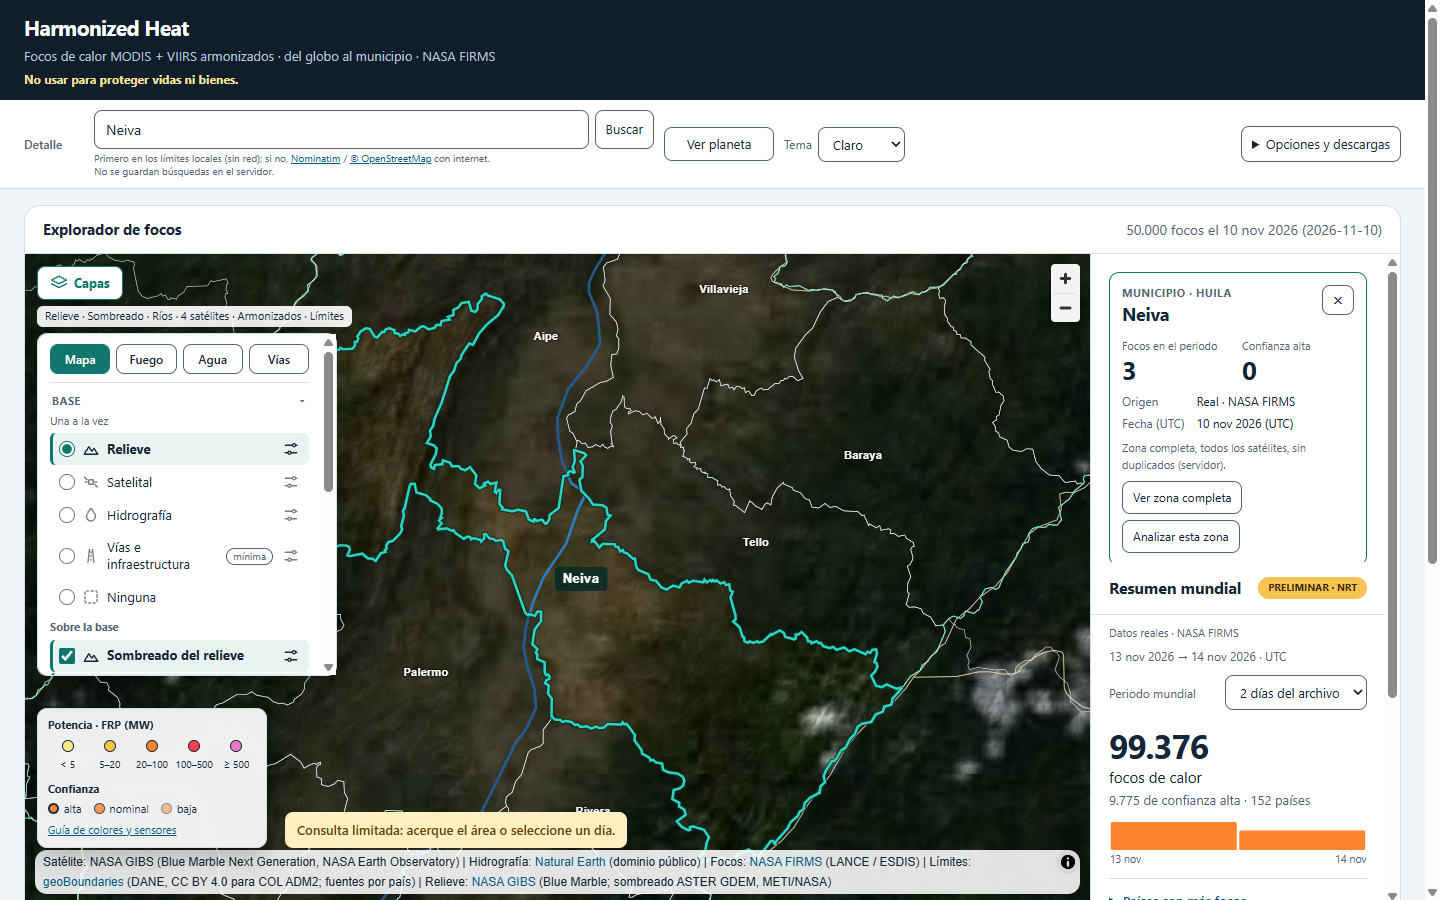 Harmonized Heat
Focos de calor MODIS + VIIRS armonizados · del globo al municipio · NASA FIRMS
No usar para proteger vidas ni bienes.
Detalle
Neiva
Buscar
Ver planeta
Tema
Claro
▶ Opciones y descargas
Primero en los límites locales (sin red); si no, Nominatim / © OpenStreetMap con internet.
No se guardan búsquedas en el servidor.
Explorador de focos
50.000 focos el 10 nov 2026 (2026-11-10)
Capas
Relieve · Sombreado · Ríos · 4 satélites · Armonizados · Límites
Mapa
Fuego
Agua
Vías
BASE
Una a la vez
Relieve
Satelital
Hidrografía
Vías e
infraestructura
mínima
Ninguna
Sobre la base
Sombreado del relieve
Potencia · FRP (MW)
< 5
5–20
20–100
100–500
≥ 500
Confianza
alta
nominal
baja
Guía de colores y sensores
Villavieja
Aipe
Baraya
Tello
Neiva
Palermo
Rivera
+
−
Consulta limitada: acerque el área o seleccione un día.
Satélite: NASA GIBS (Blue Marble Next Generation, NASA Earth Observatory) | Hidrografía: Natural Earth (dominio público) | Focos: NASA FIRMS (LANCE / ESDIS) | Límites:
geoBoundaries (DANE, CC BY 4.0 para COL ADM2; fuentes por país) | Relieve: NASA GIBS (Blue Marble; sombreado ASTER GDEM, METI/NASA)
MUNICIPIO · HUILA
Neiva
×
Focos en el periodo
Confianza alta
3
0
Origen
Real · NASA FIRMS
Fecha (UTC)
10 nov 2026 (UTC)
Zona completa, todos los satélites, sin
duplicados (servidor).
Ver zona completa
Analizar esta zona
Resumen mundial
PRELIMINAR · NRT
Datos reales · NASA FIRMS
13 nov 2026 → 14 nov 2026 · UTC
Periodo mundial
2 días del archivo
99.376
focos de calor
9.775 de confianza alta · 152 países
13 nov
14 nov